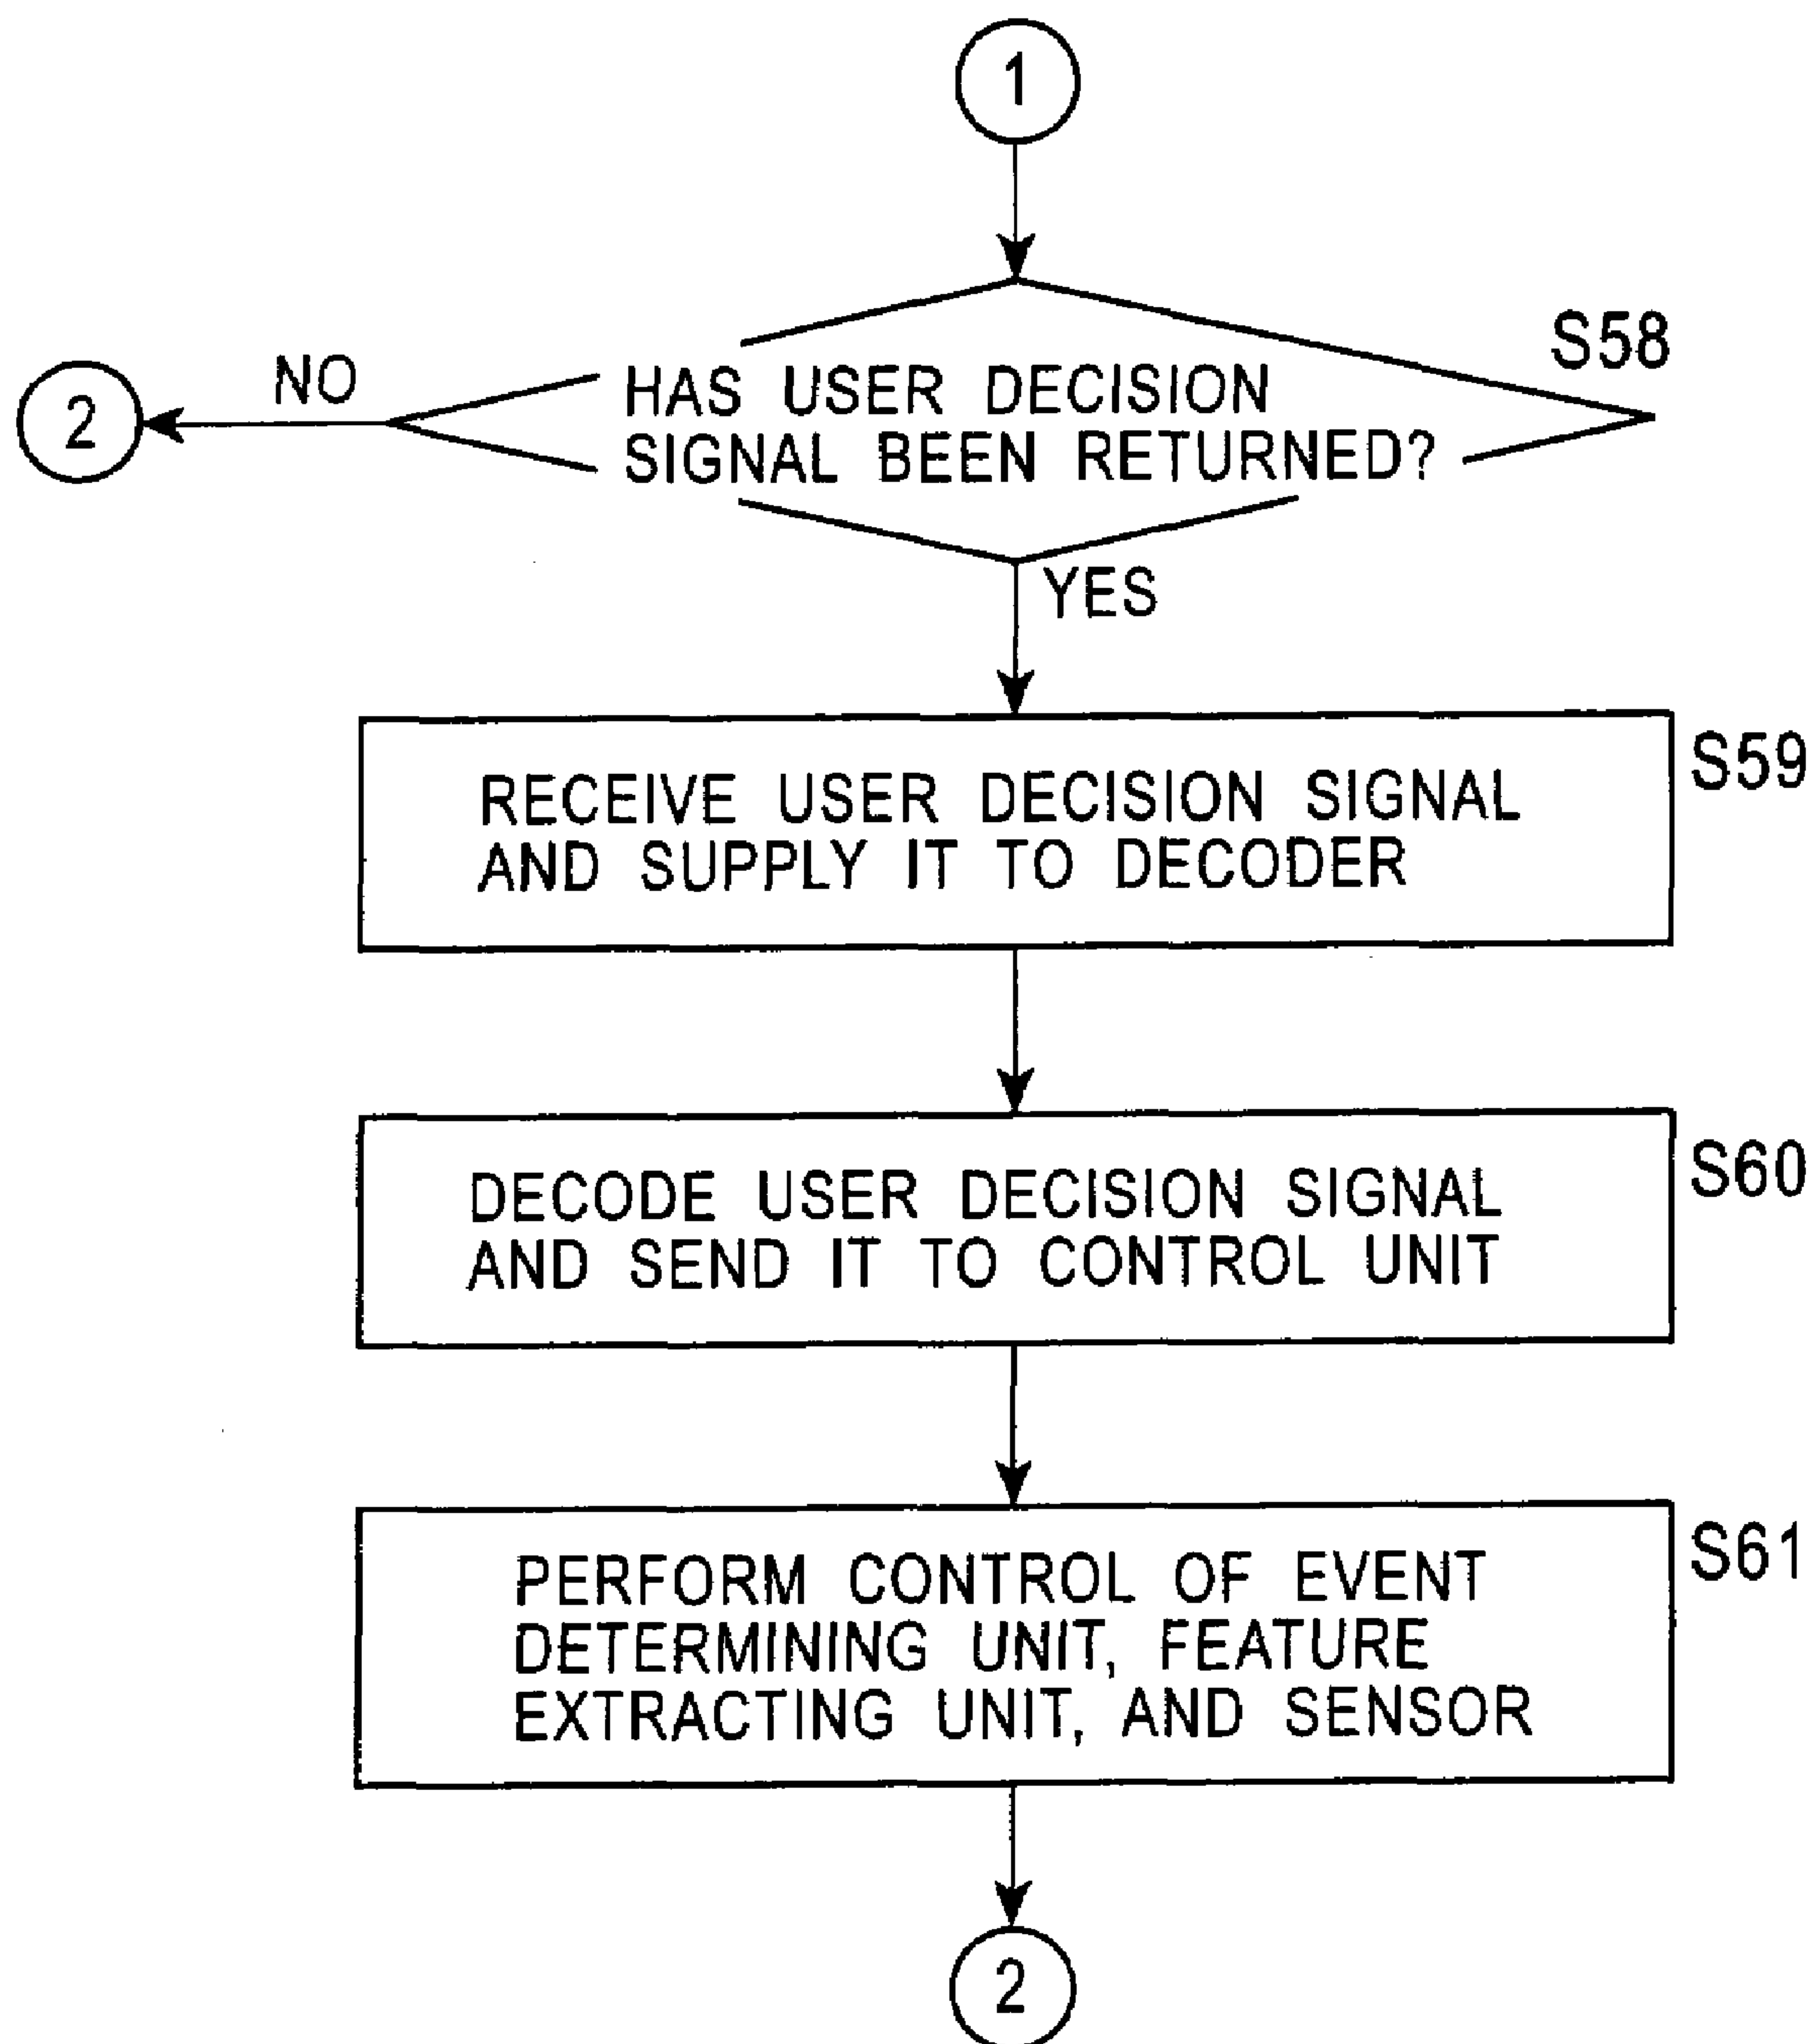 1
S58
NO
2
HAS USER DECISION
SIGNAL BEEN RETURNED?
YES
S59
RECEIVE USER DECISION SIGNAL
AND SUPPLY IT TO DECODER
S60
DECODE USER DECISION SIGNAL
AND SEND IT TO CONTROL UNIT
S61
PERFORM CONTROL OF EVENT
DETERMINING UNIT, FEATURE
EXTRACTING UNIT, AND SENSOR
2